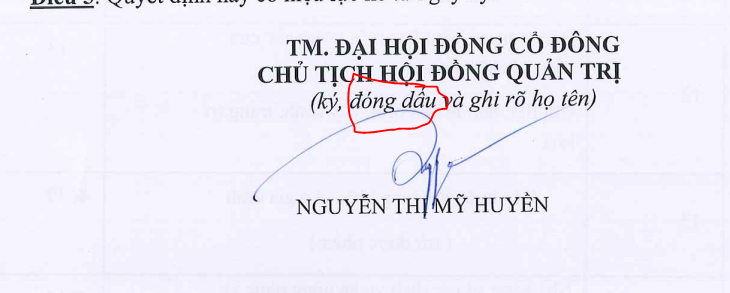 TM. ĐẠI HỘI ĐỒNG CỔ ĐÔNG
CHỦ TỊCH HỘI ĐỒNG QUẢN TRỊ
(ký, đóng dấu và ghi rõ họ tên)
NGUYỄN THỊ MỸ HUYỀN